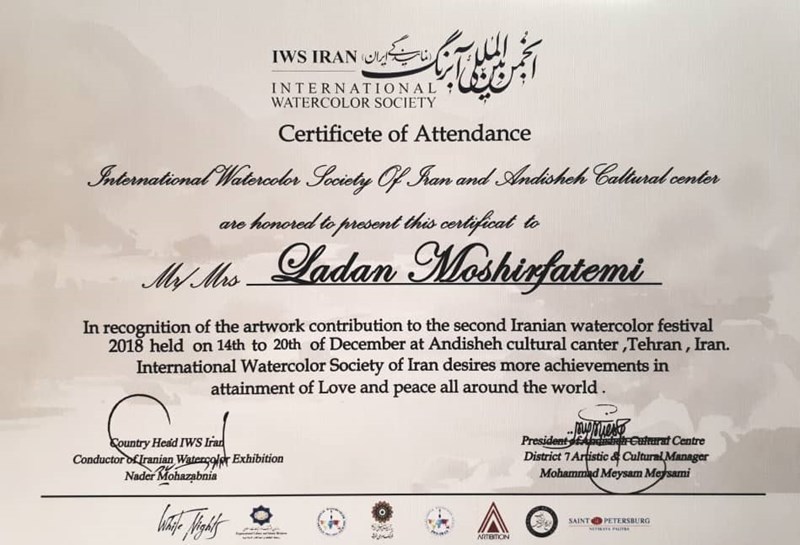 IWS IRAN (نمایندگی ایران) انجمن بین المللی آبرنگ
INTERNATIONAL
WATERCOLOR SOCIETY
Certificete of Attendance
International Watercolor Society Of Iran and Andisheh Caltural center
are honored to present this certificat to
Mr/Mrs Ladan Moshirfatemi
In recognition of the artwork contribution to the second Iranian watercolor festival
2018 held on 14th to 20th of December at Andisheh cultural canter ,Tehran , Iran.
International Watercolor Society of Iran desires more achievements in
attainment of Love and peace all around the world .
Country Head IWS Iran
Conductor of Iranian Watercolor Exhibition
Nader Mohazabnia
President of Andisheh Cultural Centre
District 7 Artistic & Cultural Manager
Mohammad Meysam Meysami
White Nights
ARTIBITION
SAINT PETERSBURG